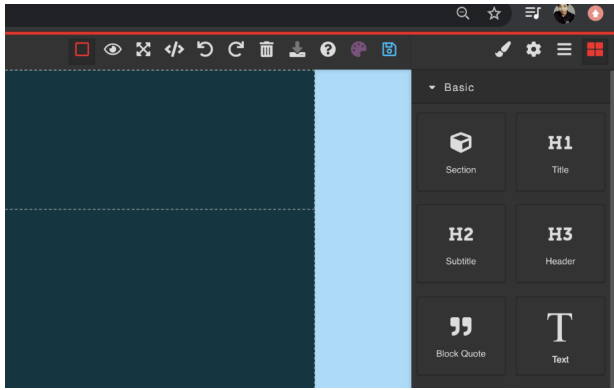 Basic
H1
Section
Title
H2
H3
Subtitle
Header
T
Block Quote
Text